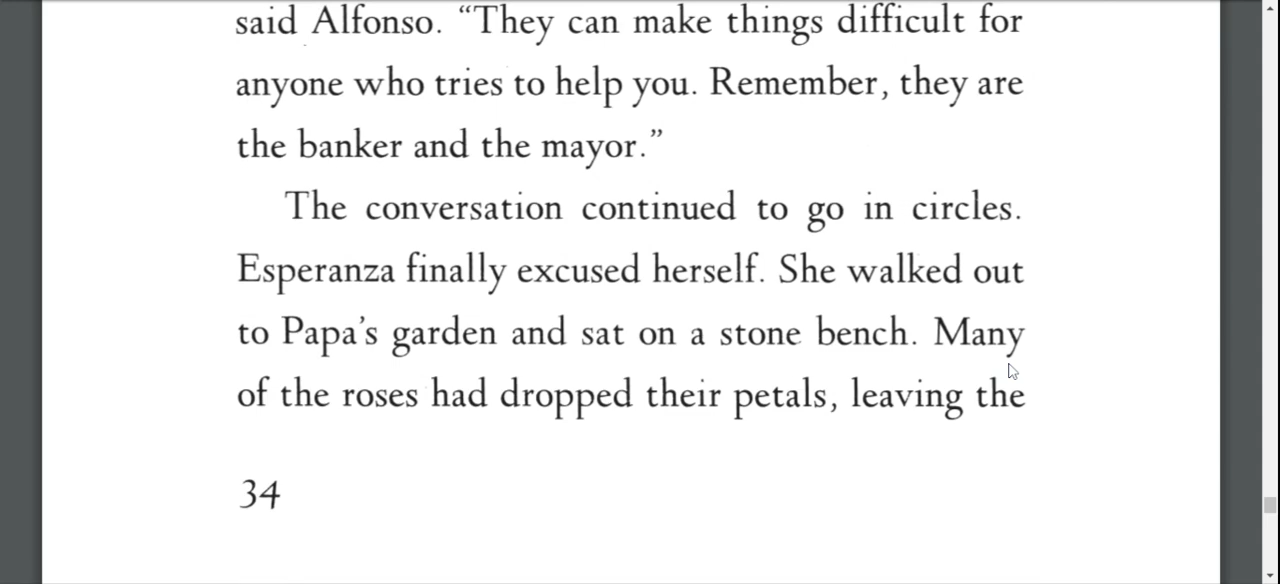 said Alfonso. “They can make things difficult for
anyone who tries to help you. Remember, they are
the banker and the mayor.”
The conversation continued to go in circles.
Esperanza finally excused herself. She walked out
to Papa’s garden and sat on a stone bench. Many
of the roses had dropped their petals, leaving the
34